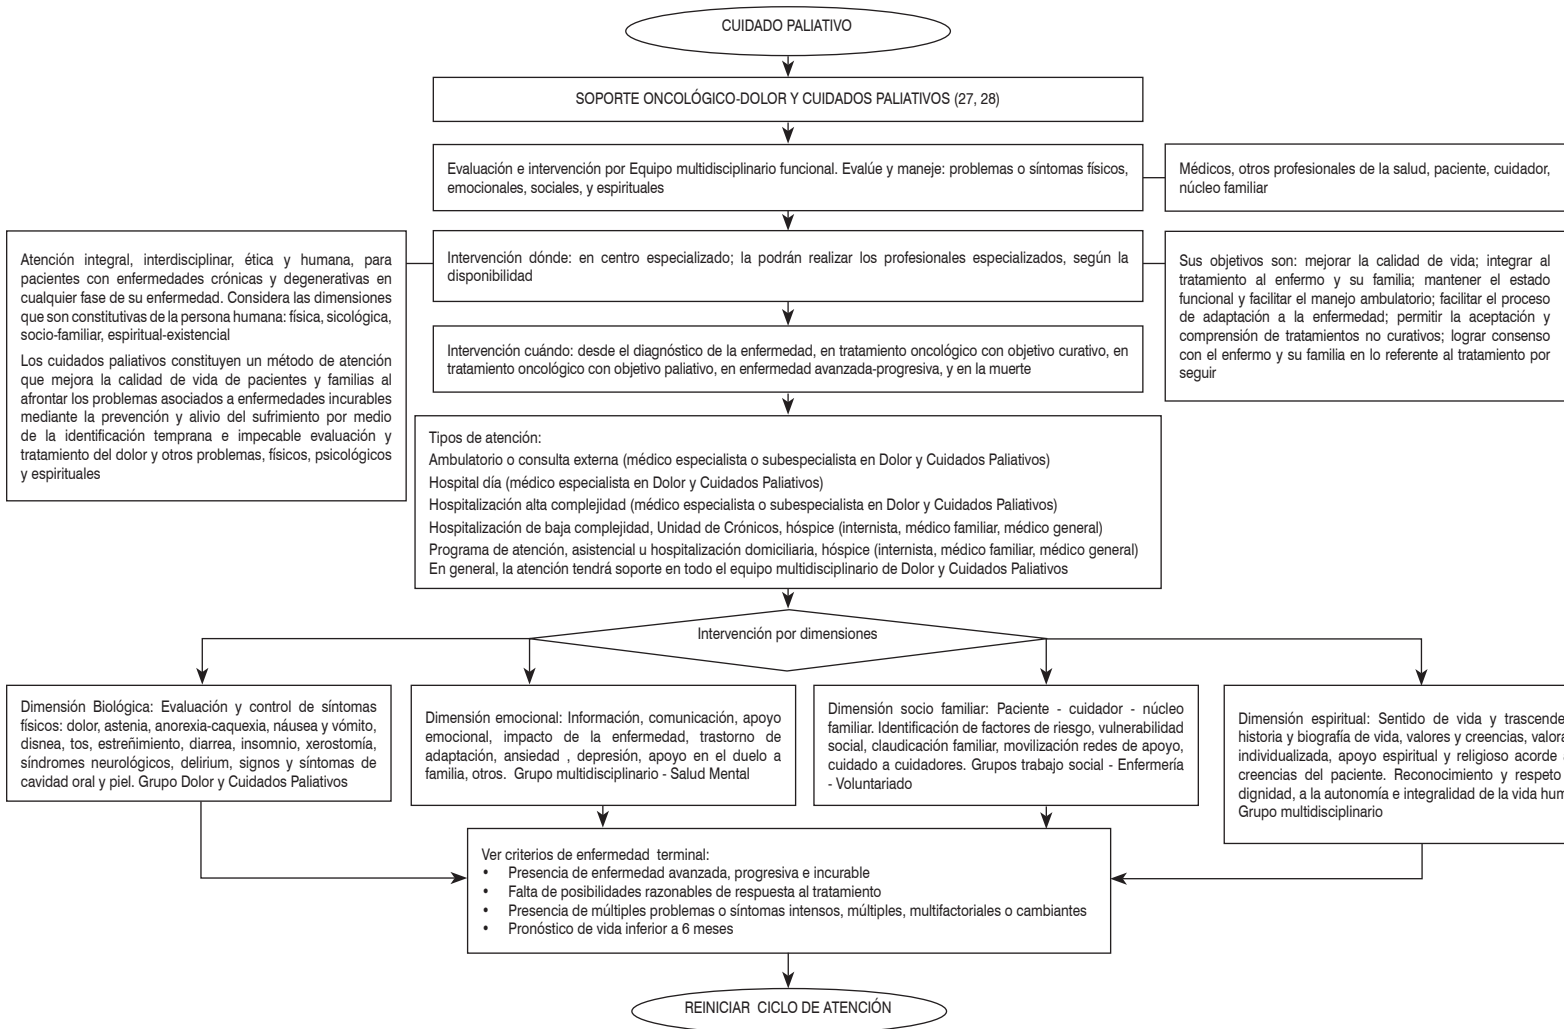 CUIDADO PALIATIVO
SOPORTE ONCOLÓGICO-DOLOR Y CUIDADOS PALIATIVOS (27, 28)
Evaluación e intervención por Equipo multidisciplinario funcional. Evalúe y maneje: problemas o síntomas físicos,
emocionales, sociales, y espirituales
Médicos, otros profesionales de la salud, paciente, cuidador,
núcleo familiar
Atención integral, interdisciplinar, ética y humana, para
pacientes con enfermedades crónicas y degenerativas en
cualquier fase de su enfermedad. Considera las dimensiones
que son constitutivas de la persona humana: física, sicológica,
socio-familiar, espiritual-existencial
Los cuidados paliativos constituyen un método de atención
que mejora la calidad de vida de pacientes y familias al
afrontar los problemas asociados a enfermedades incurables
mediante la prevención y alivio del sufrimiento por medio
de la identificación temprana e impecable evaluación y
tratamiento del dolor y otros problemas, físicos, psicológicos
y espirituales
Intervención dónde: en centro especializado; la podrán realizar los profesionales especializados, según la
disponibilidad
Sus objetivos son: mejorar la calidad de vida; integrar al
tratamiento al enfermo y su familia; mantener el estado
funcional y facilitar el manejo ambulatorio; facilitar el proceso
de adaptación a la enfermedad; permitir la aceptación y
comprensión de tratamientos no curativos; lograr consenso
con el enfermo y su familia en lo referente al tratamiento por
seguir
Intervención cuándo: desde el diagnóstico de la enfermedad, en tratamiento oncológico con objetivo curativo, en
tratamiento oncológico con objetivo paliativo, en enfermedad avanzada-progresiva, y en la muerte
Tipos de atención:
Ambulatorio o consulta externa (médico especialista o subespecialista en Dolor y Cuidados Paliativos)
Hospital día (médico especialista en Dolor y Cuidados Paliativos)
Hospitalización alta complejidad (médico especialista o subespecialista en Dolor y Cuidados Paliativos)
Hospitalización de baja complejidad, Unidad de Crónicos, hóspice (internista, médico familiar, médico general)
Programa de atención, asistencial u hospitalización domiciliaria, hóspice (internista, médico familiar, médico general)
En general, la atención tendrá soporte en todo el equipo multidisciplinario de Dolor y Cuidados Paliativos
Intervención por dimensiones
Dimensión Biológica: Evaluación y control de síntomas
físicos: dolor, astenia, anorexia-caquexia, náusea y vómito,
disnea, tos, estreñimiento, diarrea, insomnio, xerostomía,
síndromes neurológicos, delirium, signos y síntomas de
cavidad oral y piel. Grupo Dolor y Cuidados Paliativos
Dimensión emocional: Información, comunicación, apoyo
emocional, impacto de la enfermedad, trastorno de
adaptación, ansiedad , depresión, apoyo en el duelo a
familia, otros. Grupo multidisciplinario - Salud Mental
Dimensión socio familiar: Paciente - cuidador - núcleo
familiar. Identificación de factores de riesgo, vulnerabilidad
social, claudicación familiar, movilización redes de apoyo,
cuidado a cuidadores. Grupos trabajo social - Enfermería
- Voluntariado
Dimensión espiritual: Sentido de vida y
historia y biografía de vida, valores y creencias,
individualizada, apoyo espiritual y religioso acorde
creencias del paciente. Reconocimiento y respeto
dignidad, a la autonomía e integralidad de la vida
Grupo multidisciplinario
Ver criterios de enfermedad terminal:
• Presencia de enfermedad avanzada, progresiva e incurable
• Falta de posibilidades razonables de respuesta al tratamiento
• Presencia de múltiples problemas o síntomas intensos, múltiples, multifactoriales o cambiantes
• Pronóstico de vida inferior a 6 meses
REINICIAR CICLO DE ATENCIÓN